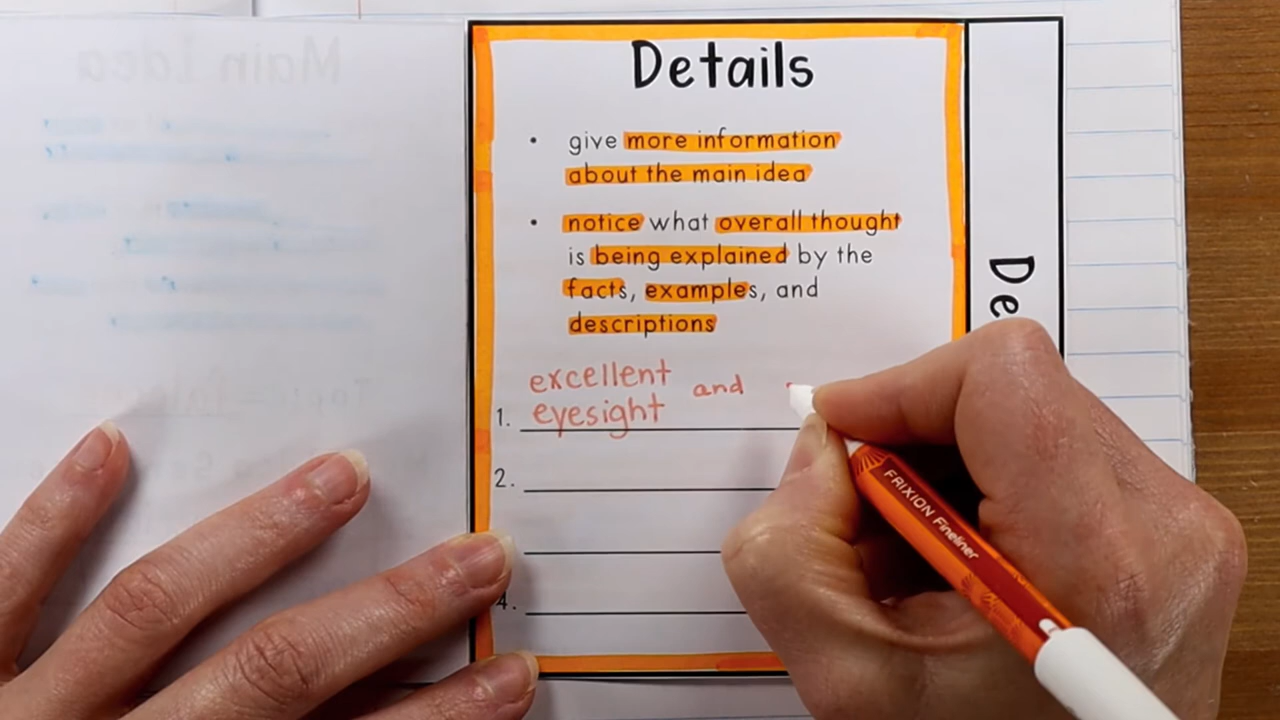 Main Idea
Details
• give more information
about the main idea
• notice what overall thought
is being explained by the
facts, examples, and
descriptions
excellent
eyesight and
1.
2.
4.
De
FRIXION Fineliner